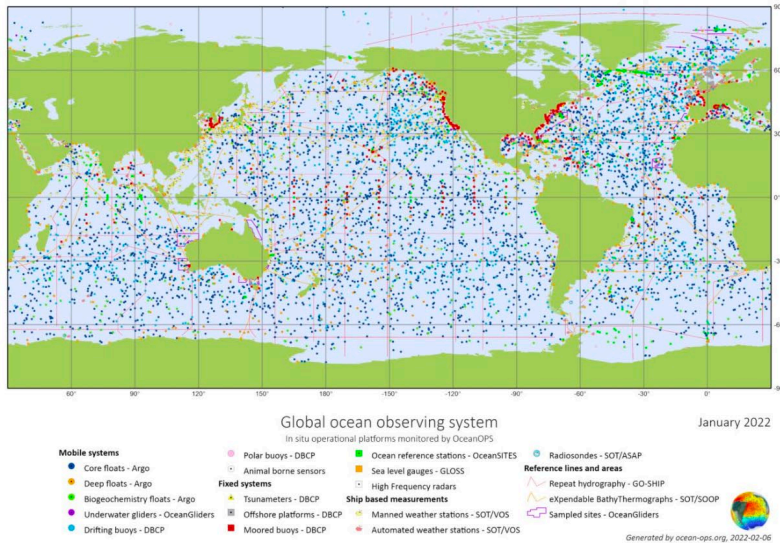 90
60
30
0°
-30
-6
-9
60° 90° 120° 150° 180° -150° -120° -90° -60° -30° 0°
Global ocean observing system
January 2022
In situ operational platforms monitored by OceanOPS
Mobile systems
Core floats - Argo
Deep floats - Argo
Biogeochemistry floats - Argo
Underwater gliders - OceanGliders
Drifting buoys - DBCP
Polar buoys - DBCP
Animal borne sensors
Fixed systems
Tsunameters - DBCP
Offshore platforms - DBCP
Moored buoys - DBCP
Ocean reference stations - OceanSITES
Sea level gauges - GLOSS
High Frequency radars
Ship based measurements
Manned weather stations - SOT/VOS
Automated weather stations - SOT/VOS
Radiosondes - SOT/ASAP
Reference lines and areas
Repeat hydrography - GO-SHIP
eXpendable BathyThermographs - SOT/SOOP
Sampled sites - OceanGliders
Generated by ocean-ops.org, 2022-02-06